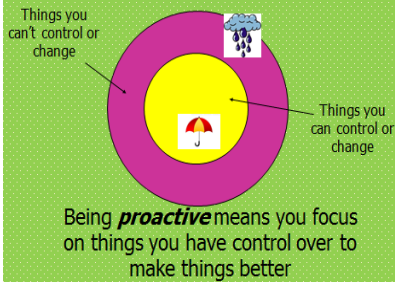 Things you
can't control or
change
Things you
can control or
change
Being proactive means you focus
on things you have control over to
make things better